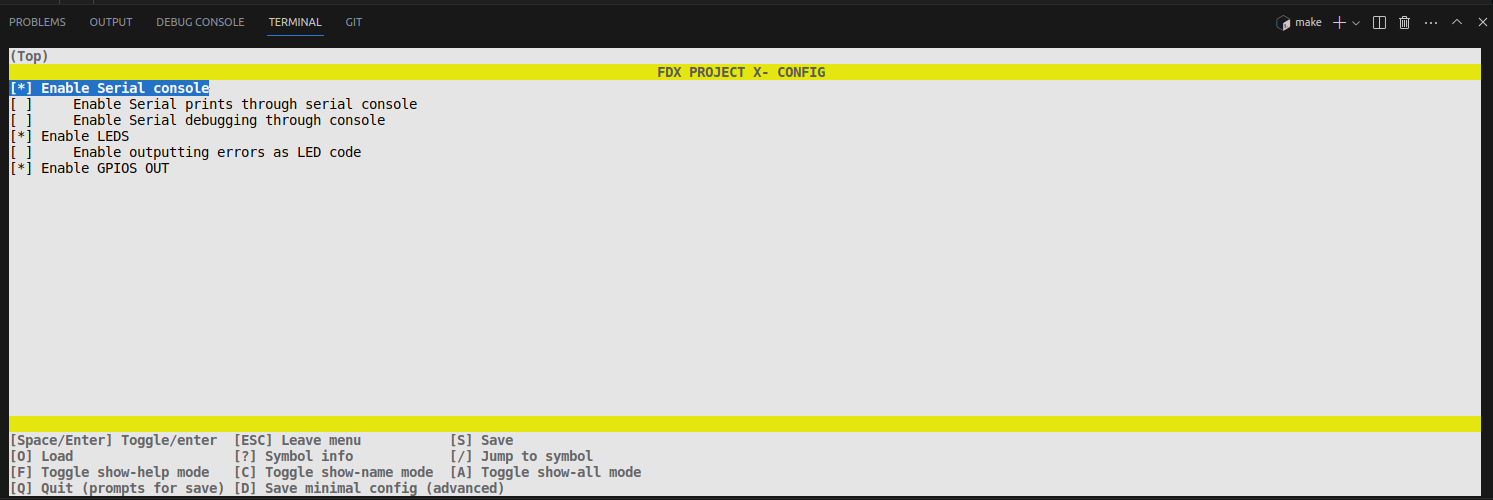 PROBLEMS OUTPUT DEBUG CONSOLE TERMINAL GIT make
(Top)
FDX PROJECT X- CONFIG
[*] Enable Serial console
[ ]     Enable Serial prints through serial console
[ ]     Enable Serial debugging through console
[*] Enable LEDS
[ ]     Enable outputting errors as LED code
[*] Enable GPIOS OUT
[Space/Enter] Toggle/enter  [ESC] Leave menu           [S] Save
[O] Load                    [?] Symbol info            [/] Jump to symbol
[F] Toggle show-help mode   [C] Toggle show-name mode  [A] Toggle show-all mode
[Q] Quit (prompts for save) [D] Save minimal config (advanced)